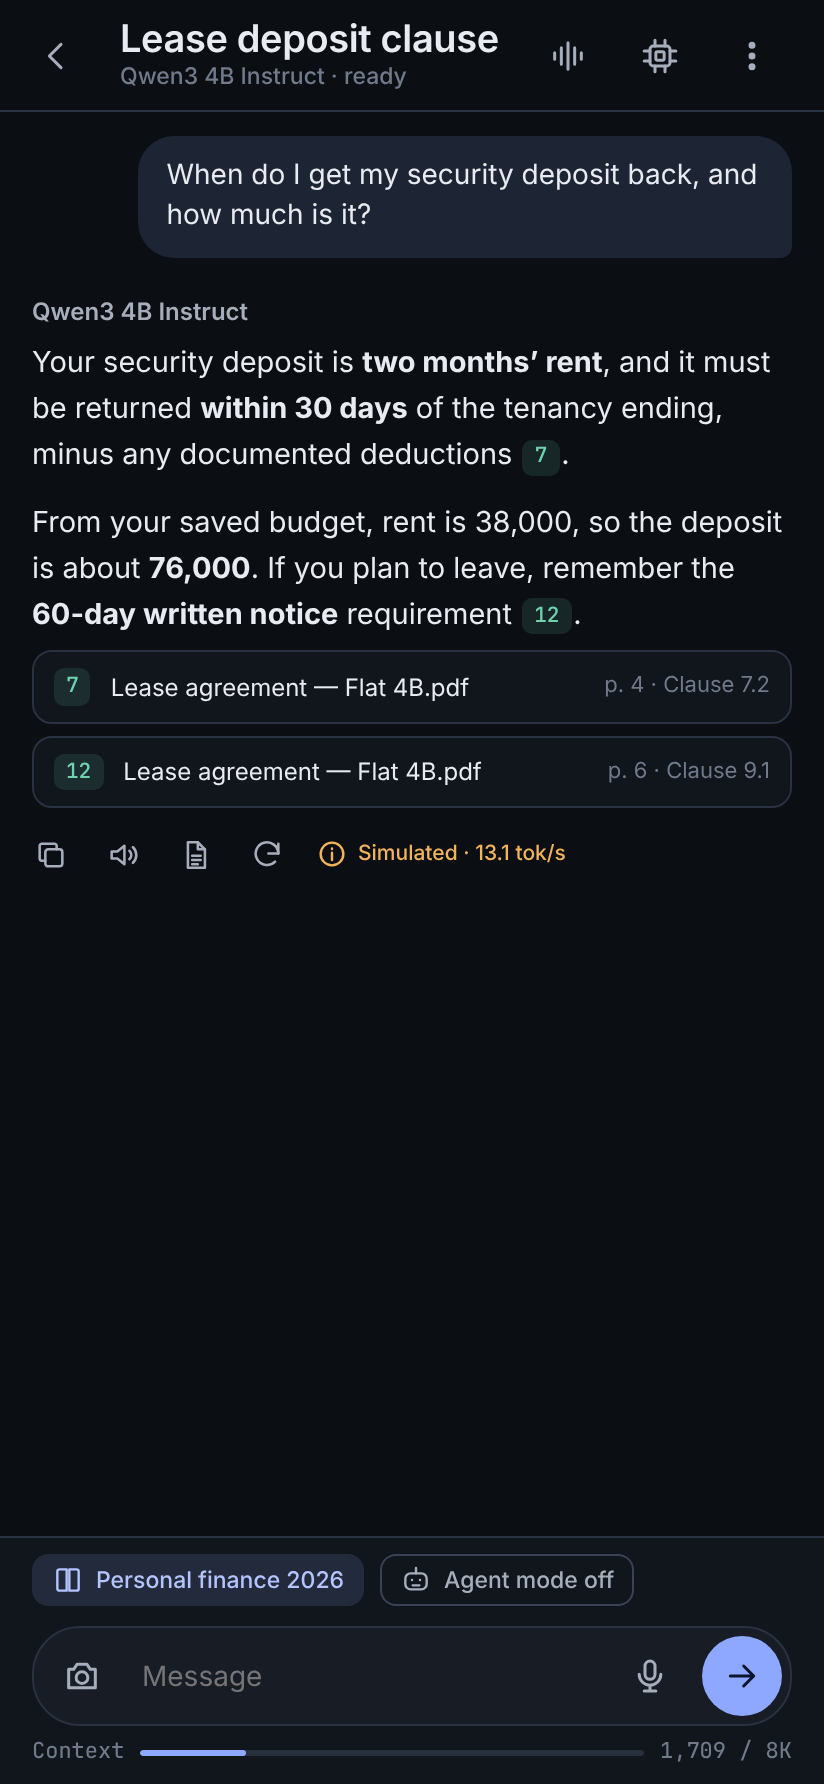 Lease deposit clause
Qwen3 4B Instruct · ready
When do I get my security deposit back, and
how much is it?
Qwen3 4B Instruct
Your security deposit is two months’ rent, and it must
be returned within 30 days of the tenancy ending,
minus any documented deductions 7.
From your saved budget, rent is 38,000, so the deposit
is about 76,000. If you plan to leave, remember the
60-day written notice requirement 12.
7 Lease agreement — Flat 4B.pdf p. 4 · Clause 7.2
12 Lease agreement — Flat 4B.pdf p. 6 · Clause 9.1
Simulated · 13.1 tok/s
Personal finance 2026 Agent mode off
Message
Context 1,709 / 8K